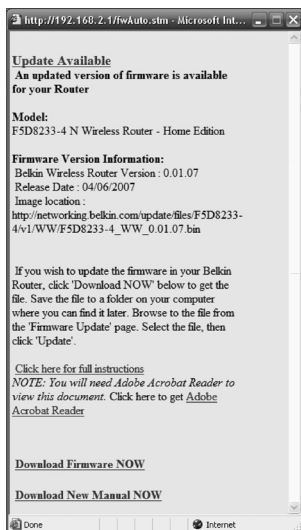 http://192.168.2.1/fwAuto.stm - Microsoft Int...
Update Available
An updated version of firmware is available
for your Router
Model:
F5D8233-4 N Wireless Router - Home Edition
Firmware Version Information:
Belkin Wireless Router Version : 0.01.07
Release Date : 04/06/2007
Image location :
http://networking.belkin.com/update/files/F5D8233-
4/v1/WW/F5D8233-4_WW_0.01.07.bin
If you wish to update the firmware in your Belkin
Router, click 'Download NOW' below to get the
file. Save the file to a folder on your computer
where you can find it later. Browse to the file from
the 'Firmware Update' page. Select the file, then
click 'Update'.
Click here for full instructions
NOTE: You will need Adobe Acrobat Reader to
view this document. Click here to get Adobe
Acrobat Reader
Download Firmware NOW
Download New Manual NOW
Done
Internet